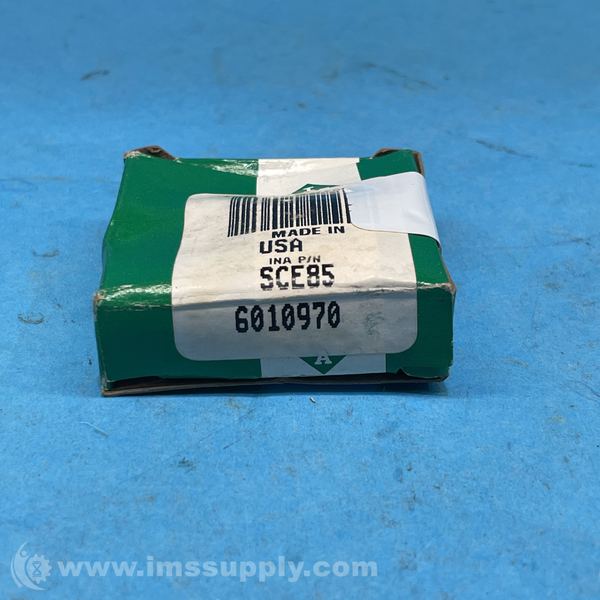 MADE IN
USA
INA P/N
SCE85
6010970
A
www.imssupply.com